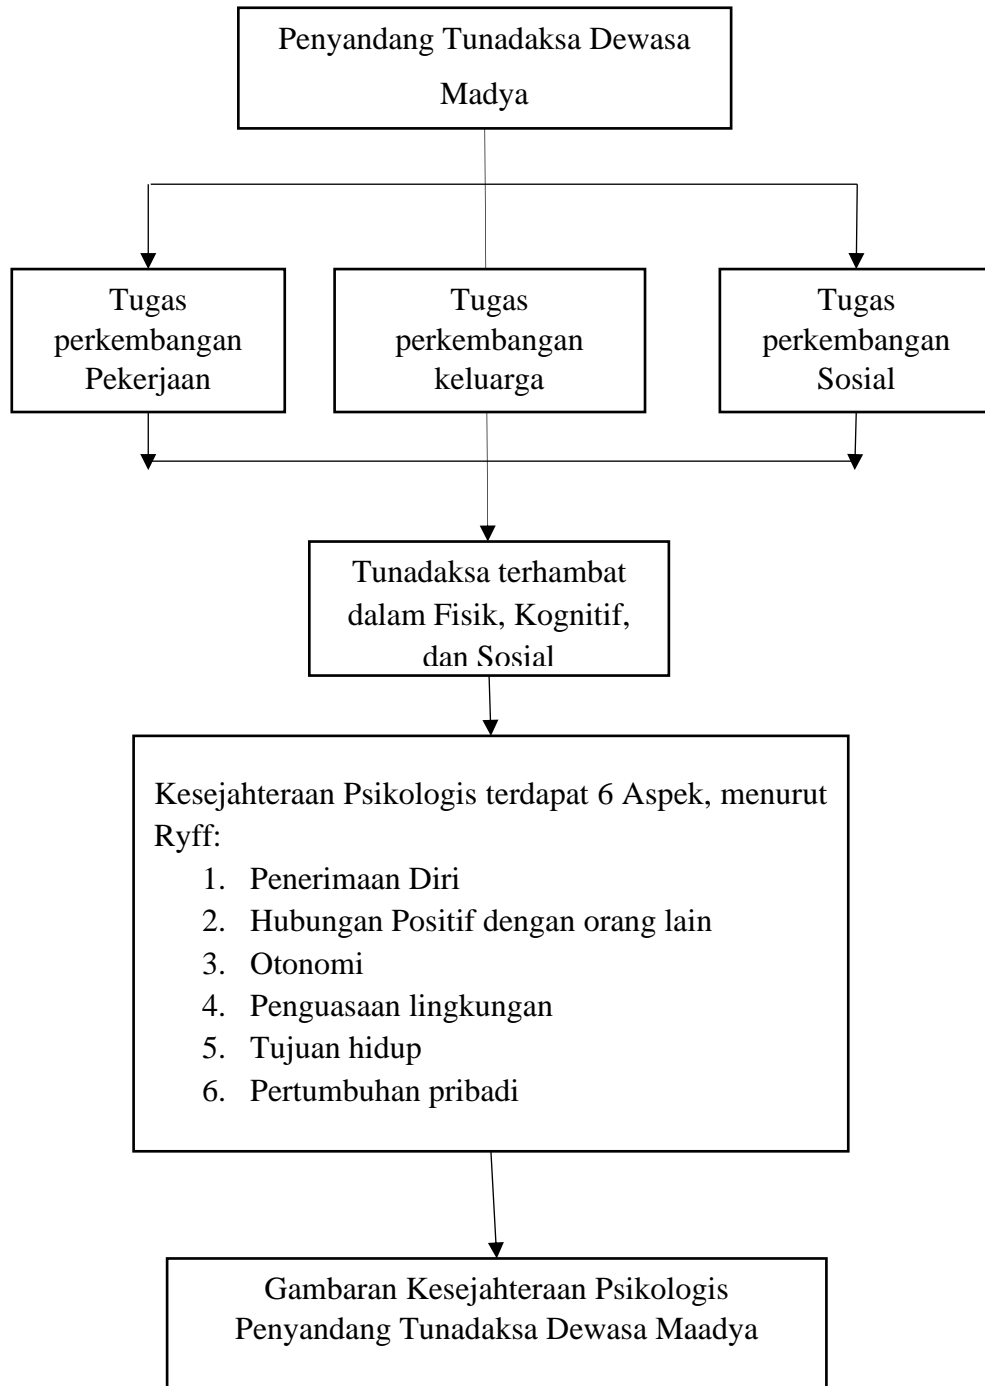 Penyandang Tunadaksa Dewasa
Madya
Tugas
perkembangan
Pekerjaan
Tugas
perkembangan
keluarga
Tugas
perkembangan
Sosial
Tunadaksa terhambat
dalam Fisik, Kognitif,
dan Sosial
Kesejahteraan Psikologis terdapat 6 Aspek, menurut
Ryff:
1. Penerimaan Diri
2. Hubungan Positif dengan orang lain
3. Otonomi
4. Penguasaan lingkungan
5. Tujuan hidup
6. Pertumbuhan pribadi
Gambaran Kesejahteraan Psikologis
Penyandang Tunadaksa Dewasa Maadya